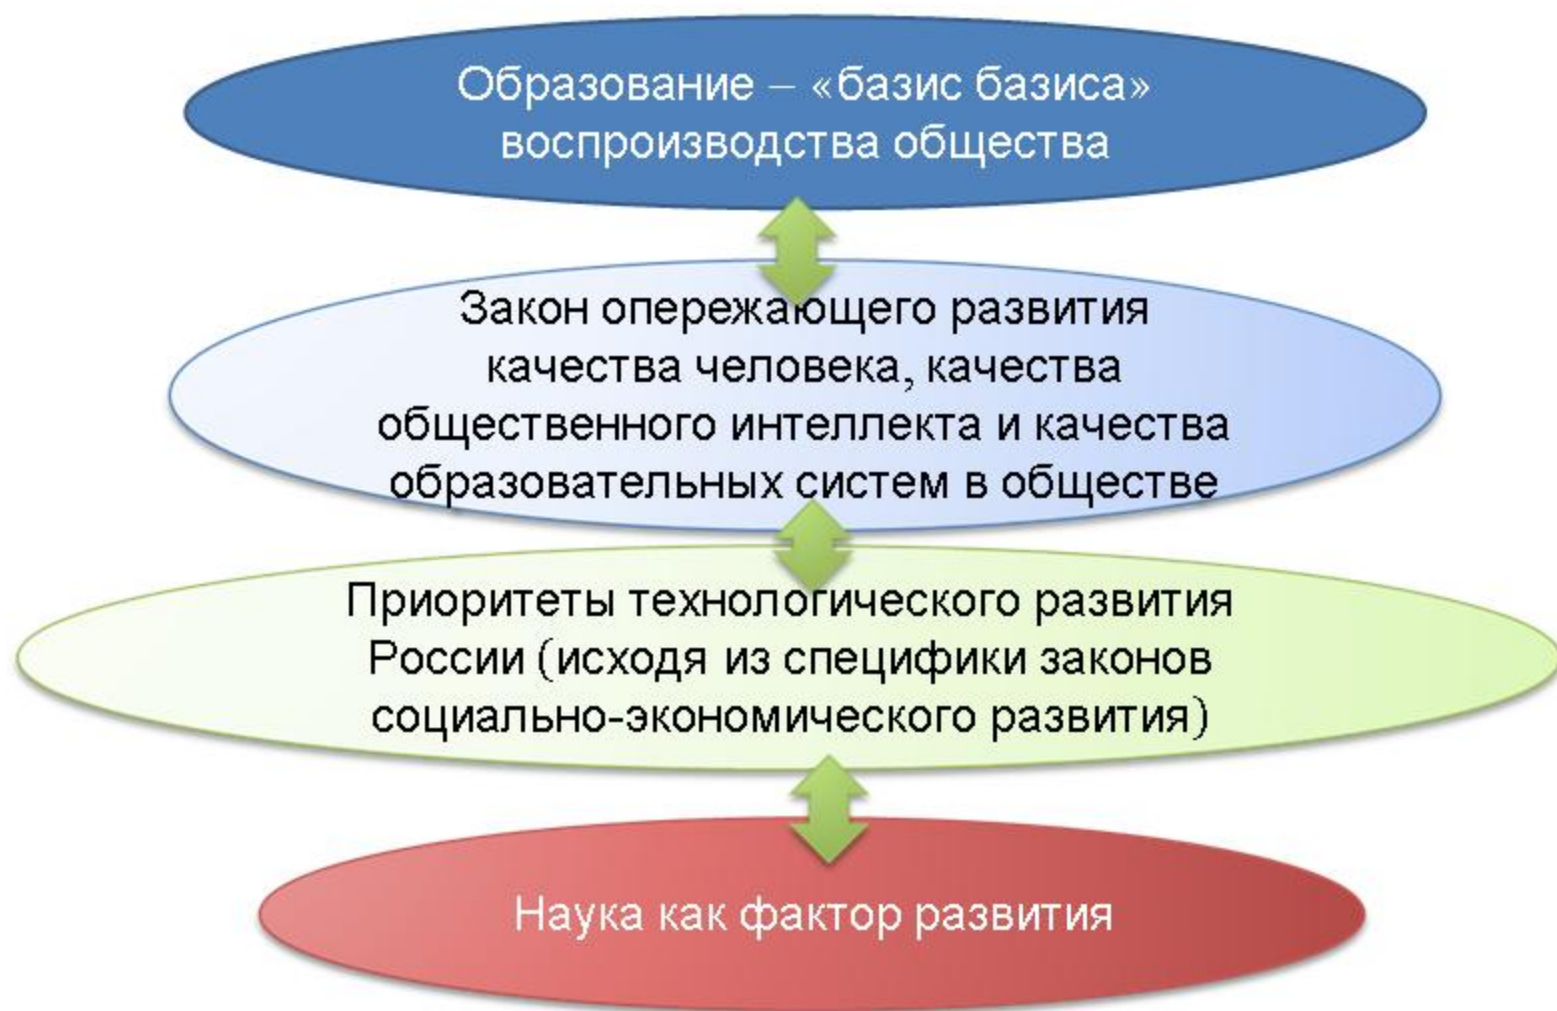 Образование – «базис базиса»
воспроизводства общества
Закон опережающего развития
качества человека, качества
общественного интеллекта и качества
образовательных систем в обществе
Приоритеты технологического развития
России (исходя из специфики законов
социально-экономического развития)
Наука как фактор развития